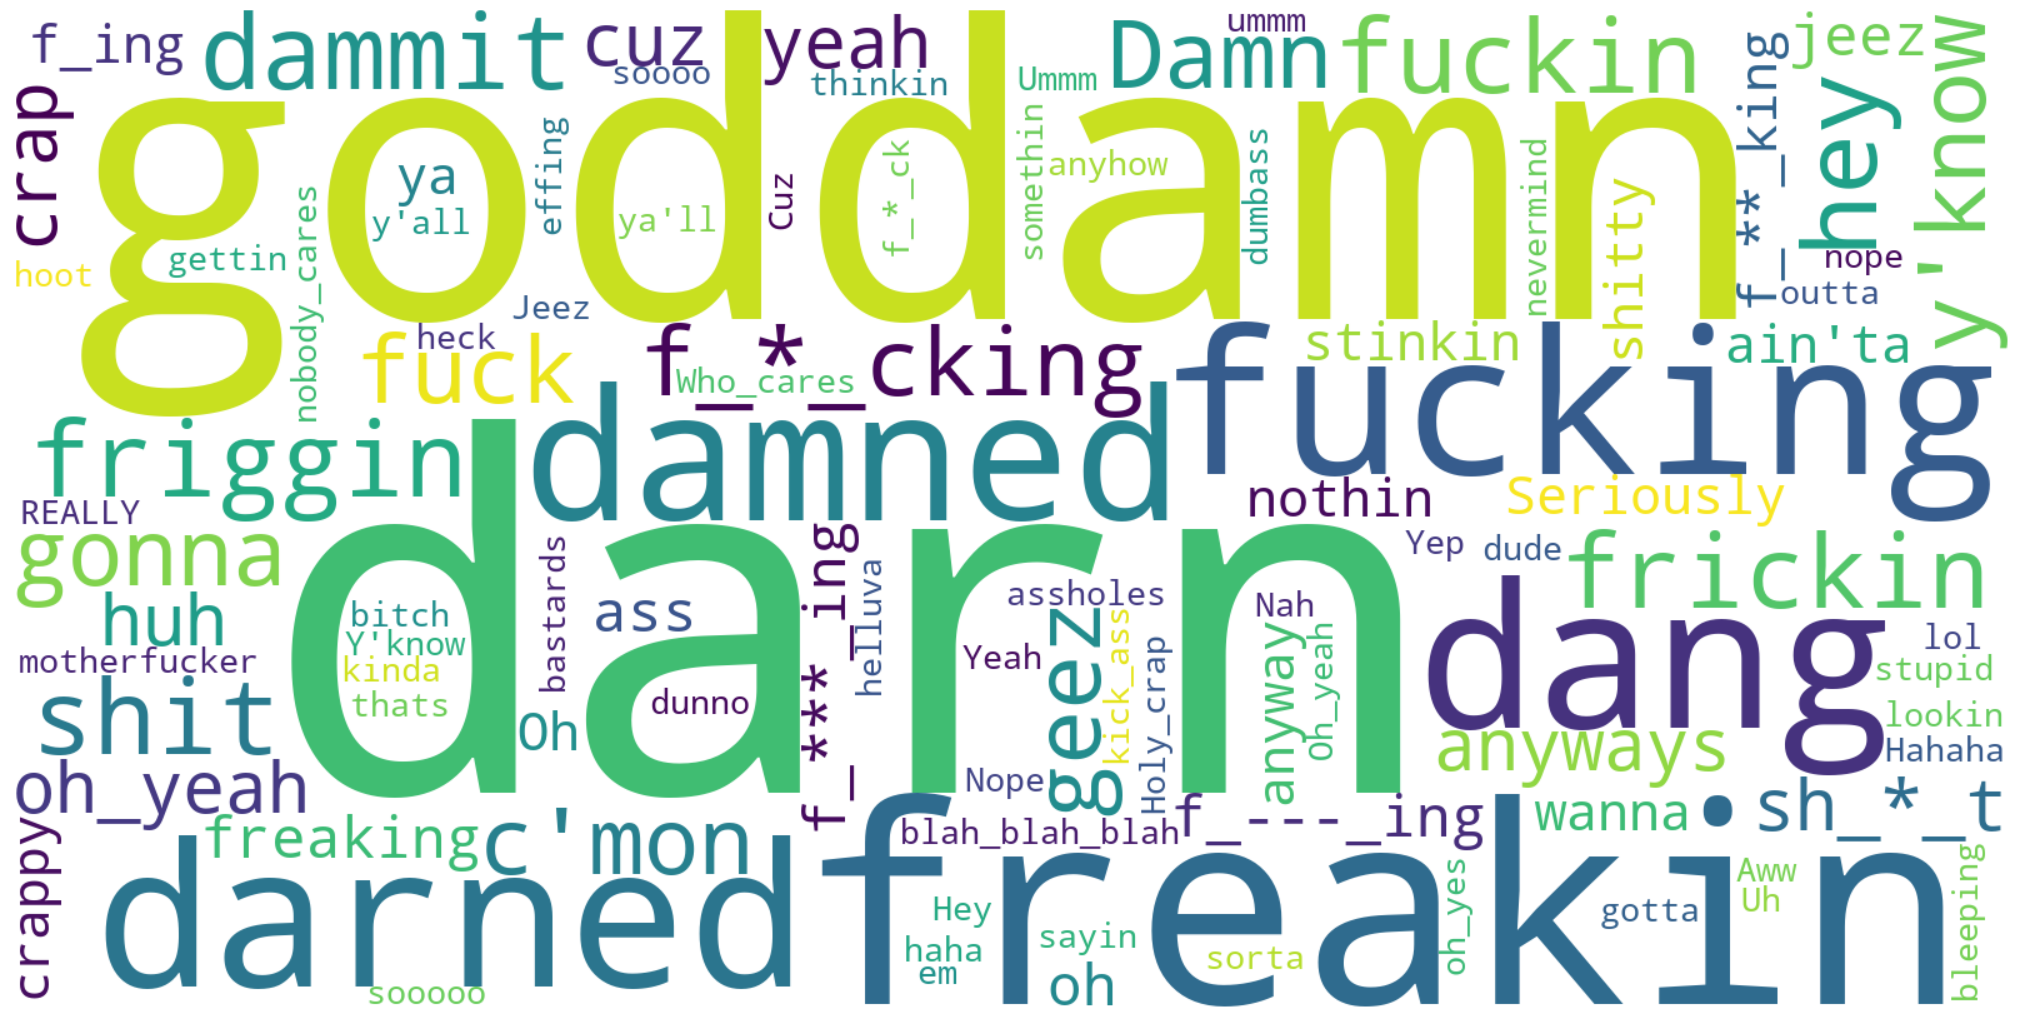 f_ing
dammit
cuz
yeah
ummm
Damn
fuckin
jeez
soooo
thinkin
Ummm
crap
goddamn
f_**_king
hey
y'know
effing
ya
y'all
ya'll
Cuz
f_*_ck
somethin
anyhow
dumbass
nevermind
shitty
nope
outta
hoot
gettin
nobody_cares
Jeez
heck
fuck
f_*_cking
Who_cares
stinkin
ain'ta
fucking
friggin
damned
nothin
Seriously
REALLY
gonna
darn
Yep
dude
frickin
huh
bitch
Y'know
kinda
thats
bastards
ass
f_****_ing
helluva
assholes
Nah
dang
lol
stupid
motherfucker
dunno
Yeah
geez
kick_ass
Holy_crap
anyway
Oh_yeah
lookin
Hahaha
shit
Oh
Nope
anyways
oh_yeah
crappy
freaking
c'mon
blah_blah_blah
f_---_ing
wanna
sh_*_t
darned
freakin
Hey
haha
em
sayin
oh
sorta
oh_yes
gotta
Aww
Uh
bleeping
sooooo